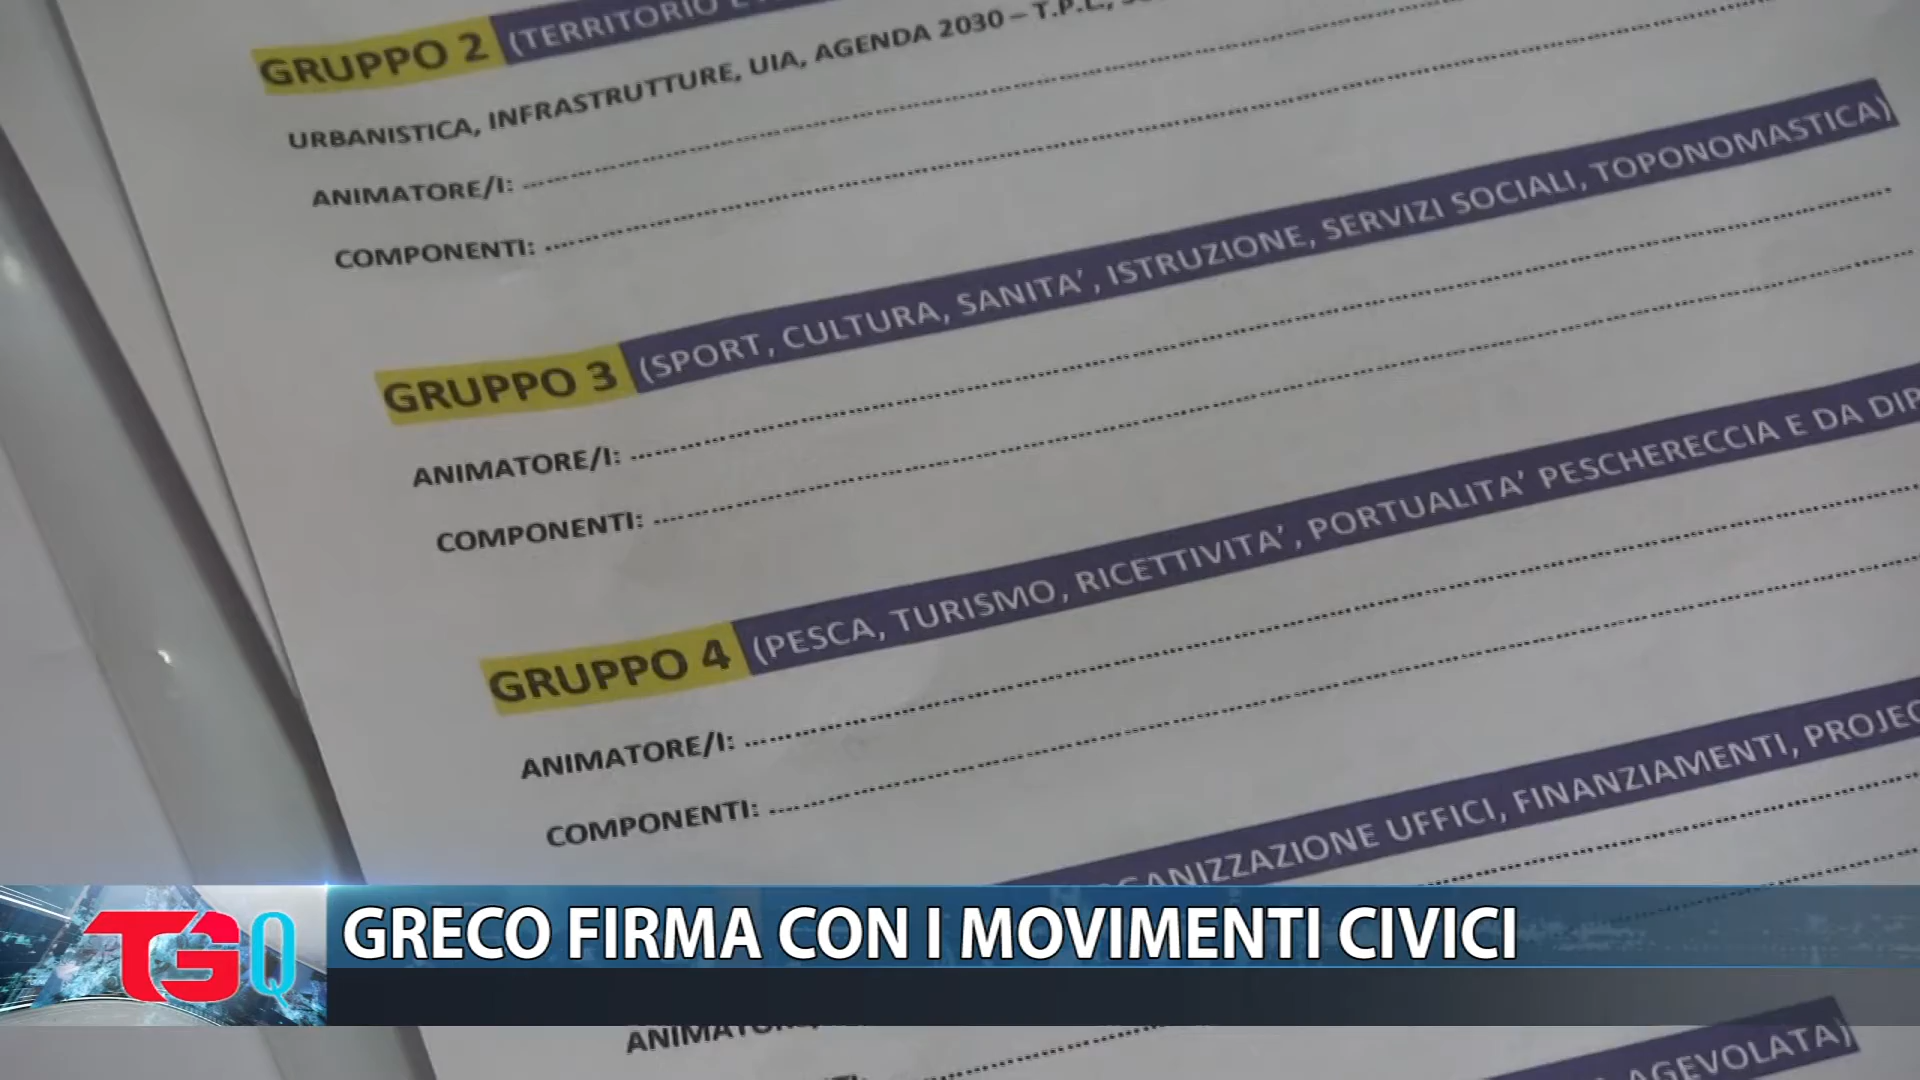 GRUPPO 2 (TERRITORIO E
URBANISTICA, INFRASTRUTTURE, UIA, AGENDA 2030 – T.P.L.,
ANIMATORE/I:
COMPONENTI:
GRUPPO 3 (SPORT, CULTURA, SANITA’, ISTRUZIONE, SERVIZI SOCIALI, TOPONOMASTICA)
ANIMATORE/I:
COMPONENTI:
GRUPPO 4 (PESCA, TURISMO, RICETTIVITA’, PORTUALITA’ PESCHERECCIA E DA DIP
ANIMATORE/I:
COMPONENTI:
ORGANIZZAZIONE UFFICI, FINANZIAMENTI, PROJEC
TGQ GRECO FIRMA CON I MOVIMENTI CIVICI
AGEVOLATA)